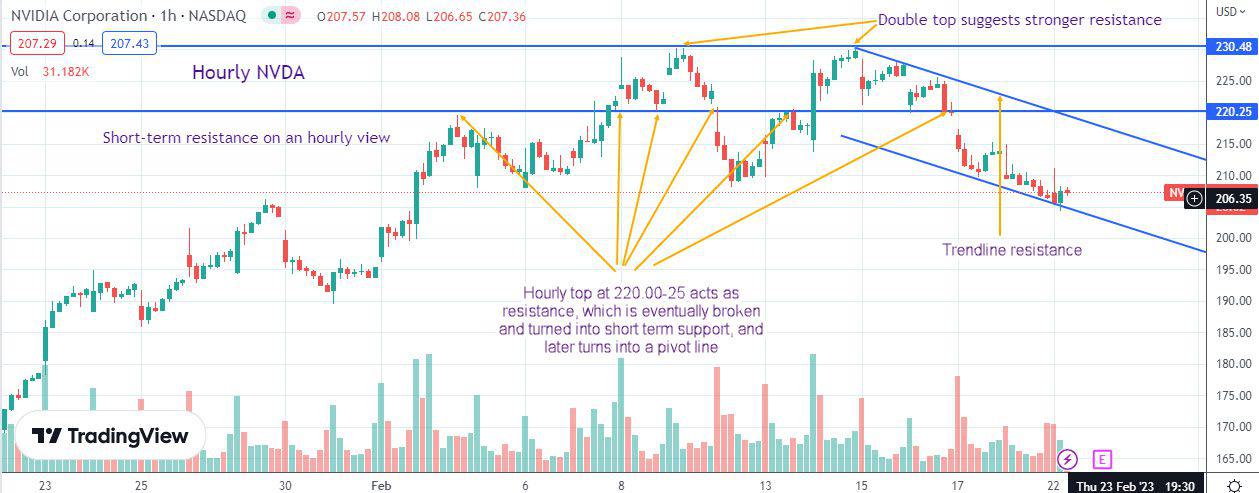 NVIDIA Corporation · 1h · NASDAQ O207.57 H208.08 L206.65 C207.36
USD
Double top suggests stronger resistance
207.29 0.14 207.43
230.48
Vol 31.182K
Hourly NVDA
225.00
220.25
Short-term resistance on an hourly view
215.00
210.00
NV
206.35
200.00
Trendline resistance
195.00
Hourly top at 220.00-25 acts as
resistance, which is eventually broken
and turned into short term support, and
later turns into a pivot line
190.00
185.00
180.00
175.00
170.00
TradingView
165.00
E
23 25 30 Feb 6 8 13 15 17 22 Thu 23 Feb '23 19:30